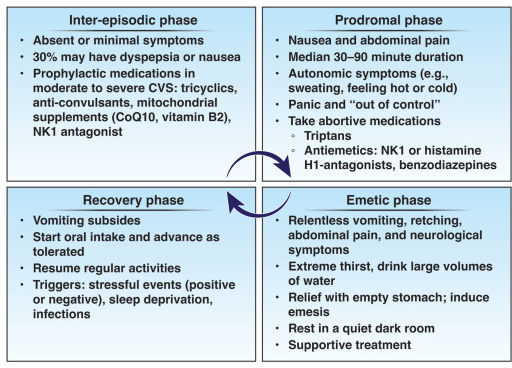 Inter-episodic phase
• Absent or minimal symptoms
• 30% may have dyspepsia or nausea
• Prophylactic medications in
moderate to severe CVS: tricyclics,
anti-convulsants, mitochondrial
supplements (CoQ10, vitamin B2),
NK1 antagonist
Prodromal phase
• Nausea and abdominal pain
• Median 30–90 minute duration
• Autonomic symptoms (e.g.,
sweating, feeling hot or cold)
• Panic and “out of control”
• Take abortive medications
◦ Triptans
◦ Antiemetics: NK1 or histamine
H1-antagonists, benzodiazepines
Recovery phase
• Vomiting subsides
• Start oral intake and advance as
tolerated
• Resume regular activities
• Triggers: stressful events (positive
or negative), sleep deprivation,
infections
Emetic phase
• Relentless vomiting, retching,
abdominal pain, and neurological
symptoms
• Extreme thirst, drink large volumes
of water
• Relief with empty stomach; induce
emesis
• Rest in a quiet dark room
• Supportive treatment